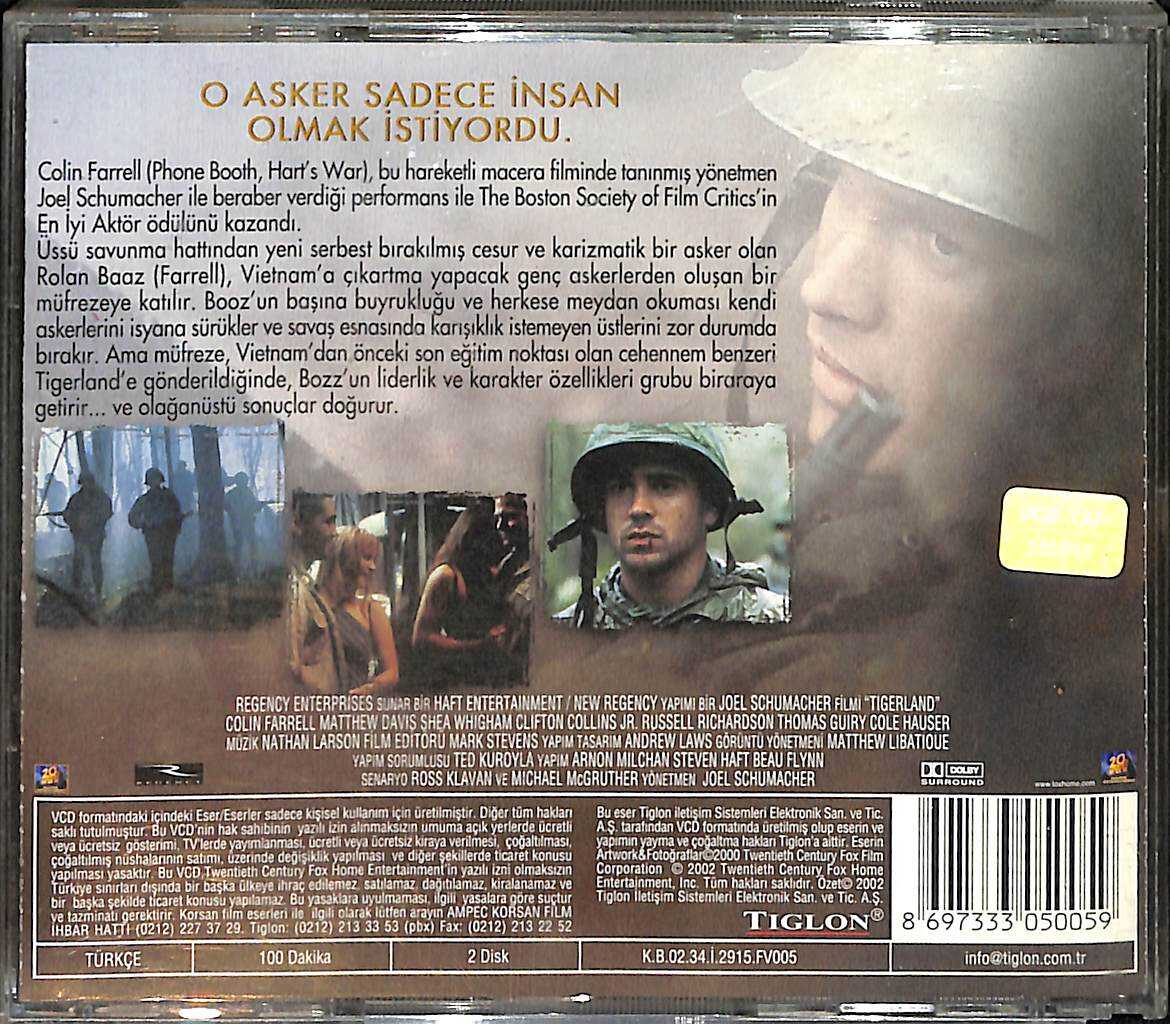 O ASKER SADECE İNSAN
OLMAK İSTİYORDU.
Colin Farrell (Phone Booth, Hart's War), bu hareketli macera filminde tanınmış yönetmen
Joel Schumacher ile beraber verdiği performans ile The Boston Society of Film Critics'in
En İyi Aktör ödülünü kazandı.
Üssü savunma hattından yeni serbest bırakılmış cesur ve karizmatik bir asker olan
Rolan Baaz (Farrell), Vietnam'a çıkartma yapacak genç askerlerden oluşan bir
müfrezeye katılır. Booz'un başına buyrukluğu ve herkese meydan okuması kendi
askerlerini isyana sürükler ve savaş esnasında karışıklık istemeyen üstlerini zor durumda
bırakır. Ama müfreze, Vietnam'dan önceki son eğitim noktası olan cehennem benzeri
Tigerland'e gönderildiğinde, Bozz'un liderlik ve karakter özellikleri grubu biraraya
getirir... ve olağanüstü sonuçlar doğurur.
REGENCY ENTERPRISES SUNAR BİR HAFT ENTERTAINMENT / NEW REGENCY YAPIMI BİR JOEL SCHUMACHER FİLMİ "TIGERLAND"
COLIN FARRELL MATTHEW DAVIS SHEA WHIGHAM CLIFTON COLLINS JR. RUSSELL RICHARDSON THOMAS GUIRY COLE HAUSER
MÜZİK NATHAN LARSON FİLM EDİTÖRÜ MARK STEVENS YAPIM TASARIM ANDREW LAWS GÖRÜNTÜ YÖNETMENİ MATTHEW LIBATIQUE
YAPIM SORUMLUSU TED KUROYLA YAPIM ARNON MILCHAN STEVEN HAFT BEAU FLYNN
SENARYO ROSS KLAVAN VE MICHAEL McGRUTHER YÖNETMEN JOEL SCHUMACHER
DOLBY
SURROUND
www.foxhome.com
VCD formatındaki içindeki Eser/Eserler sadece kişisel kullanım için üretilmiştir. Diğer tüm hakları
saklı tutulmuştur. Bu VCD'nin hak sahibinin yazılı izin alınmaksızın umuma açık yerlerde ücretli
veya ücretsiz gösterimi, TV'lerde yayımlanması, ücretli veya ücretsiz kiraya verilmesi, çoğaltılması,
çoğaltılmış nüshalarının satımı, üzerinde değişiklik yapılması ve diğer şekillerde ticaret konusu
yapılması yasaktır. Bu VCD,Twentieth Century Fox Home Entertainment'in yazılı izni olmaksızın
Türkiye sınırları dışında bir başka ülkeye ihraç edilemez, satılamaz, dağıtılamaz, kiralanamaz ve
bir başka şekilde ticaret konusu yapılamaz. Bu yasaklara uyulmaması, ilgili yasalara göre suçtur
ve tazminatı gerektirir. Korsan film eserleri ile ilgili olarak lütfen arayın AMPEC KORSAN FİLM
İHBAR HATTI (0212) 227 37 29. Tiglon: (0212) 213 33 53 (pbx) Fax: (0212) 213 22 52
Bu eser Tiglon iletişim Sistemleri Elektronik San. ve Tic.
A.Ş. tarafından VCD formatında üretilmiş olup eserin ve
yapımın yayma ve çoğaltma hakları Tiglon'a aittir. Eserin
Artwork&Fotoğraflar©2000 Twentieth Century Fox Film
Corporation © 2002 Twentieth Century Fox Home
Entertainment, Inc. Tüm hakları saklıdır. Özet© 2002
Tiglon İletişim Sistemleri Elektronik San. ve Tic. A.Ş.
TIGLON®
8 697333 050059
TÜRKÇE
100 Dakika
2 Disk
K.B.02.34.İ.2915.FV005
info@tiglon.com.tr